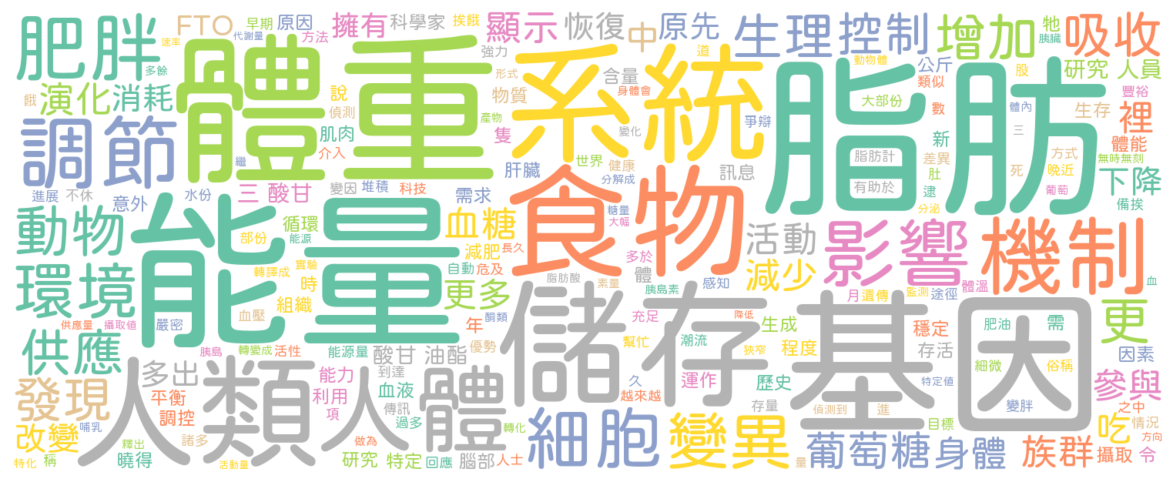 肥胖
多餘
速率
早期
代謝量
FTO
原因
方法
擁有
科學家
挨餓
顯示
恢復
中
原先
道
牠
胰臟
生理控制
增加
吸收
體重
系統
脂肪
強力
形式
物質
含量
身體會
產物
變化
動物體
公斤
類似
數
大部份
股
研究
人員
豐裕
演化
消耗
餓
說
偵測
肌肉
介入
隻
爭辯
新
體內
三
生存
裡
調節
繼
肝臟
世界
健康
分解成
訊息
脂肪計
有助於
差異
肚
逮
死
方式
晚近
葡萄
無時無刻
體能
下降
備挨
進展
不休
意外
水份
三酸甘
變因
堆積
科技
需求
動物
能量
部份
循環
能源
血糖
減肥
長久
食物
糖量
大幅
多於
體
活動
影響
機制
環境
轉譯成
實驗
時
組織
自動
危及
更多
脂肪酸
素量
胰島素
感知
減少
月
遺傳
監測
途徑
體溫
血
供應
供應量
攝取值
嚴密
血壓
年
酮類
優勢
儲存
充足
幫忙
降低
潮流
狹窄
生成
程度
基因
穩定
存活
肥油
需
細微
俗稱
更
因素
人類
胰島
轉變成
活性
能源量
酸甘
油酯
到達
人體
多出
平衡
調控
能力
利用
項
血液
傳訊
過多
久
越來越
運作
歷史
特定值
變胖
之中
參與
發現
哺乳
改變
釋出
曉得
特化
稱
諸多
活動量
做為
研究
特定
轉化
回應
腦部
人士
細胞
存量
變異
偵測到
進
量
目標
葡萄糖
身體
族群
吃
情況
方向
攝取
令
分泌